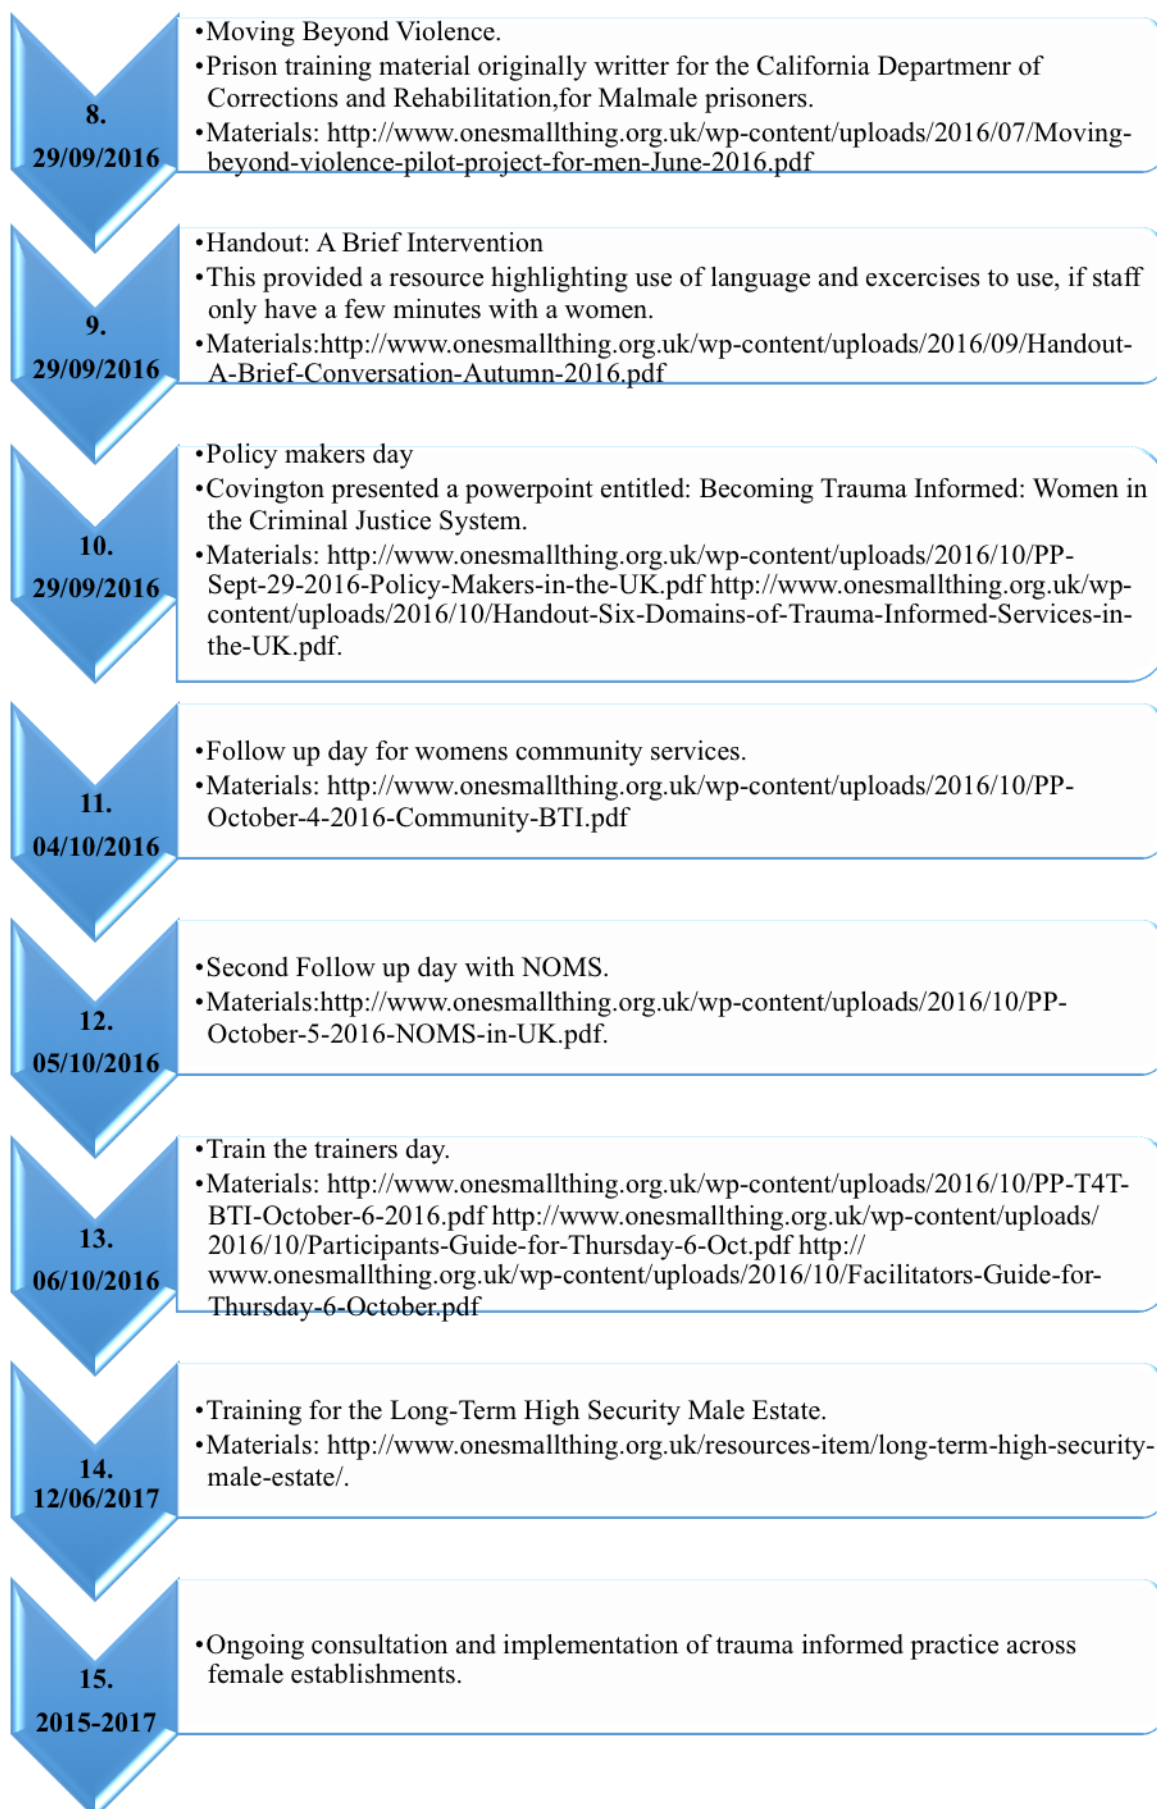 8.
29/09/2016
•Moving Beyond Violence.
•Prison training material originally writter for the California Departmenr of
Corrections and Rehabilitation,for Malmale prisoners.
•Materials: http://www.onesmallthing.org.uk/wp-content/uploads/2016/07/Moving-
beyond-violence-pilot-project-for-men-June-2016.pdf
9.
29/09/2016
•Handout: A Brief Intervention
•This provided a resource highlighting use of language and excercises to use, if staff
only have a few minutes with a women.
•Materials:http://www.onesmallthing.org.uk/wp-content/uploads/2016/09/Handout-
A-Brief-Conversation-Autumn-2016.pdf
10.
29/09/2016
•Policy makers day
•Covington presented a powerpoint entitled: Becoming Trauma Informed: Women in
the Criminal Justice System.
•Materials: http://www.onesmallthing.org.uk/wp-content/uploads/2016/10/PP-
Sept-29-2016-Policy-Makers-in-the-UK.pdf http://www.onesmallthing.org.uk/wp-
content/uploads/2016/10/Handout-Six-Domains-of-Trauma-Informed-Services-in-
the-UK.pdf.
11.
04/10/2016
•Follow up day for womens community services.
•Materials: http://www.onesmallthing.org.uk/wp-content/uploads/2016/10/PP-
October-4-2016-Community-BTI.pdf
12.
05/10/2016
•Second Follow up day with NOMS.
•Materials:http://www.onesmallthing.org.uk/wp-content/uploads/2016/10/PP-
October-5-2016-NOMS-in-UK.pdf.
13.
06/10/2016
•Train the trainers day.
•Materials: http://www.onesmallthing.org.uk/wp-content/uploads/2016/10/PP-T4T-
BTI-October-6-2016.pdf http://www.onesmallthing.org.uk/wp-content/uploads/
2016/10/Participants-Guide-for-Thursday-6-Oct.pdf http://
www.onesmallthing.org.uk/wp-content/uploads/2016/10/Facilitators-Guide-for-
Thursday-6-October.pdf
14.
12/06/2017
•Training for the Long-Term High Security Male Estate.
•Materials: http://www.onesmallthing.org.uk/resources-item/long-term-high-security-
male-estate/.
15.
2015-2017
•Ongoing consultation and implementation of trauma informed practice across
female establishments.